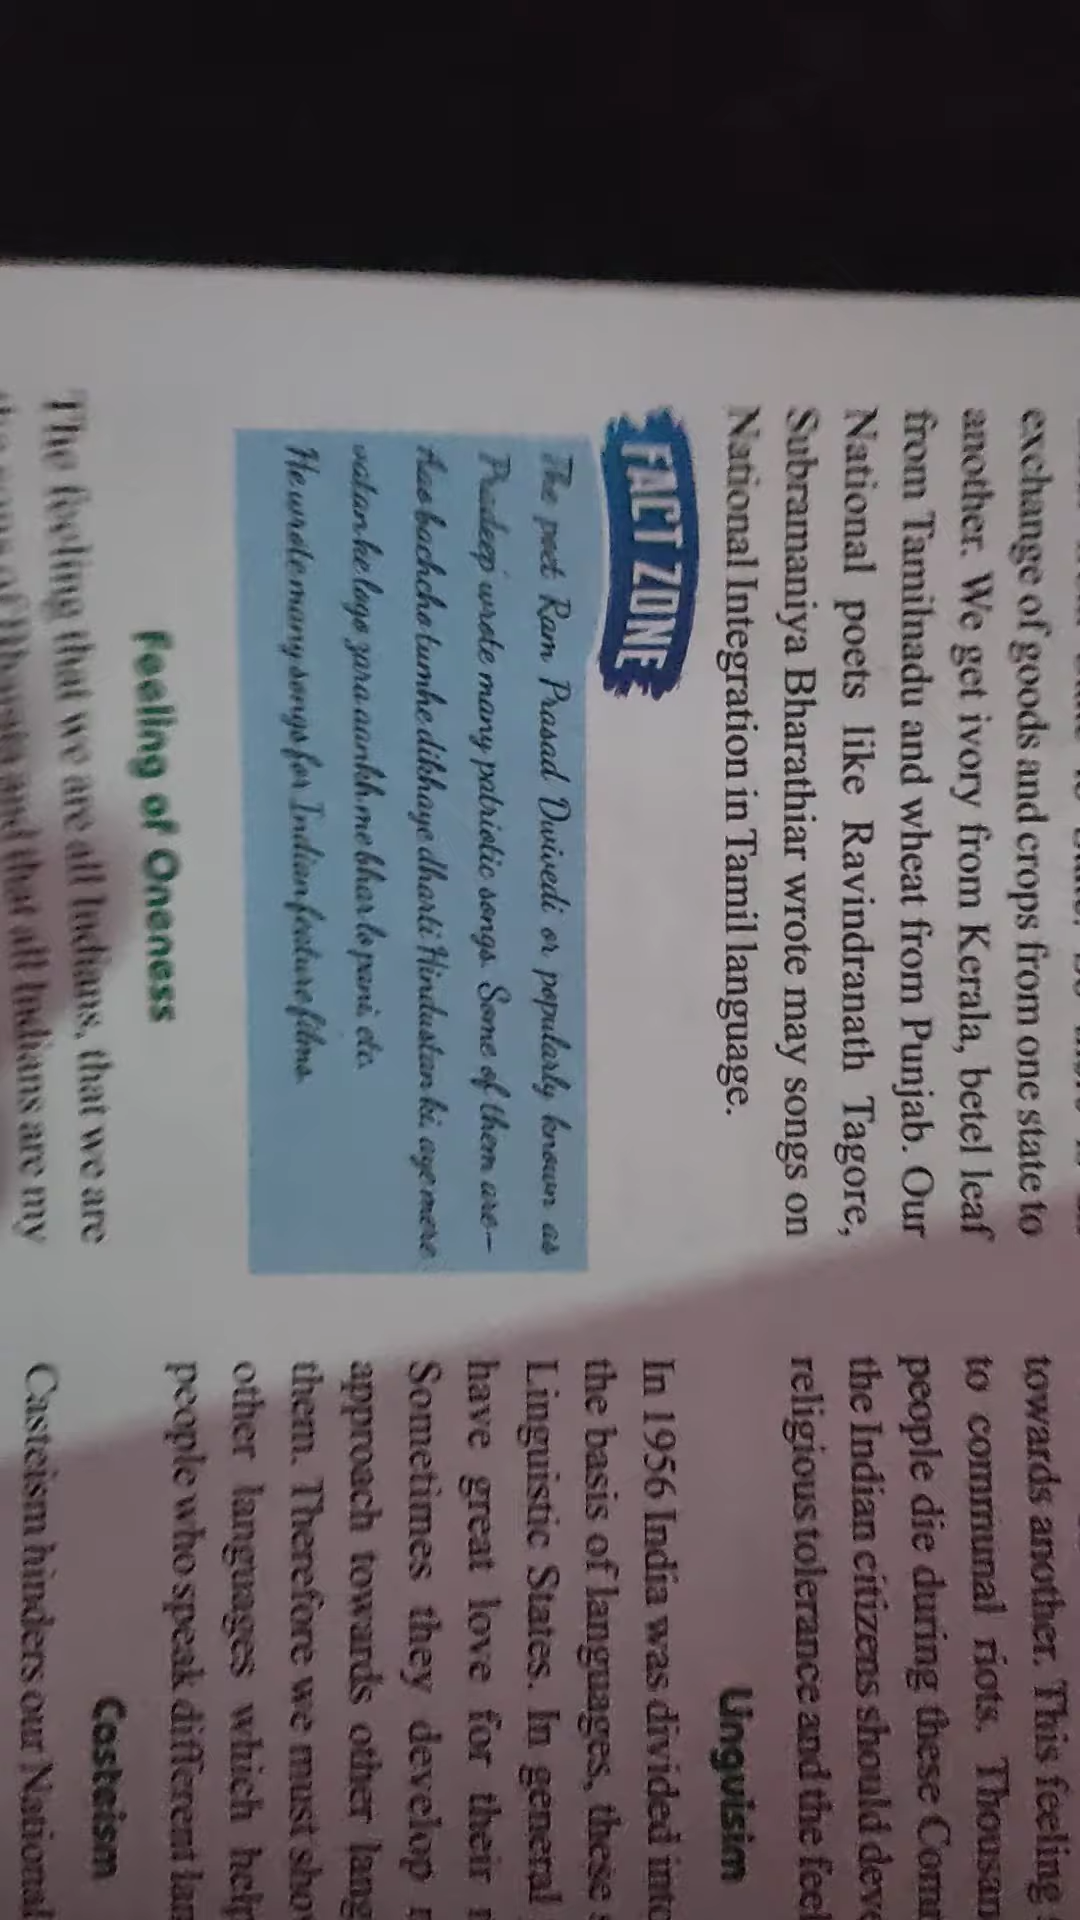 exchange of goods and crops from one state to
another. We get ivory from Kerala, betel leaf
from Tamilnadu and wheat from Punjab. Our
National poets like Ravindranath Tagore,
Subramaniya Bharathiar wrote may songs on
National Integration in Tamil language.
FACT ZONE
The poet Ram Prasad Dwivedi or popularly known as
Pradeep wrote many patriotic songs. Some of them are–
Aao bachcho tumhe dikhaye dharti Hindustan ki, aye mere
watan ke logo zara aankh me bhar lo pani, etc.
He wrote many songs for Indian feature films.
Feeling of Oneness
The feeling that we are all Indians, that we are
and that all Indians are my
towards another. This feeling
to communal riots. Thousan
people die during these Com
the Indian citizens should deve
religious tolerance and the feel
Linguism
In 1956 India was divided into
the basis of languages, these s
Linguistic States. In general
have great love for their
Sometimes they develop
approach towards other lang
them. Therefore we must sho
other languages which help
people who speak different lan
Casteism
Casteism hinders our National